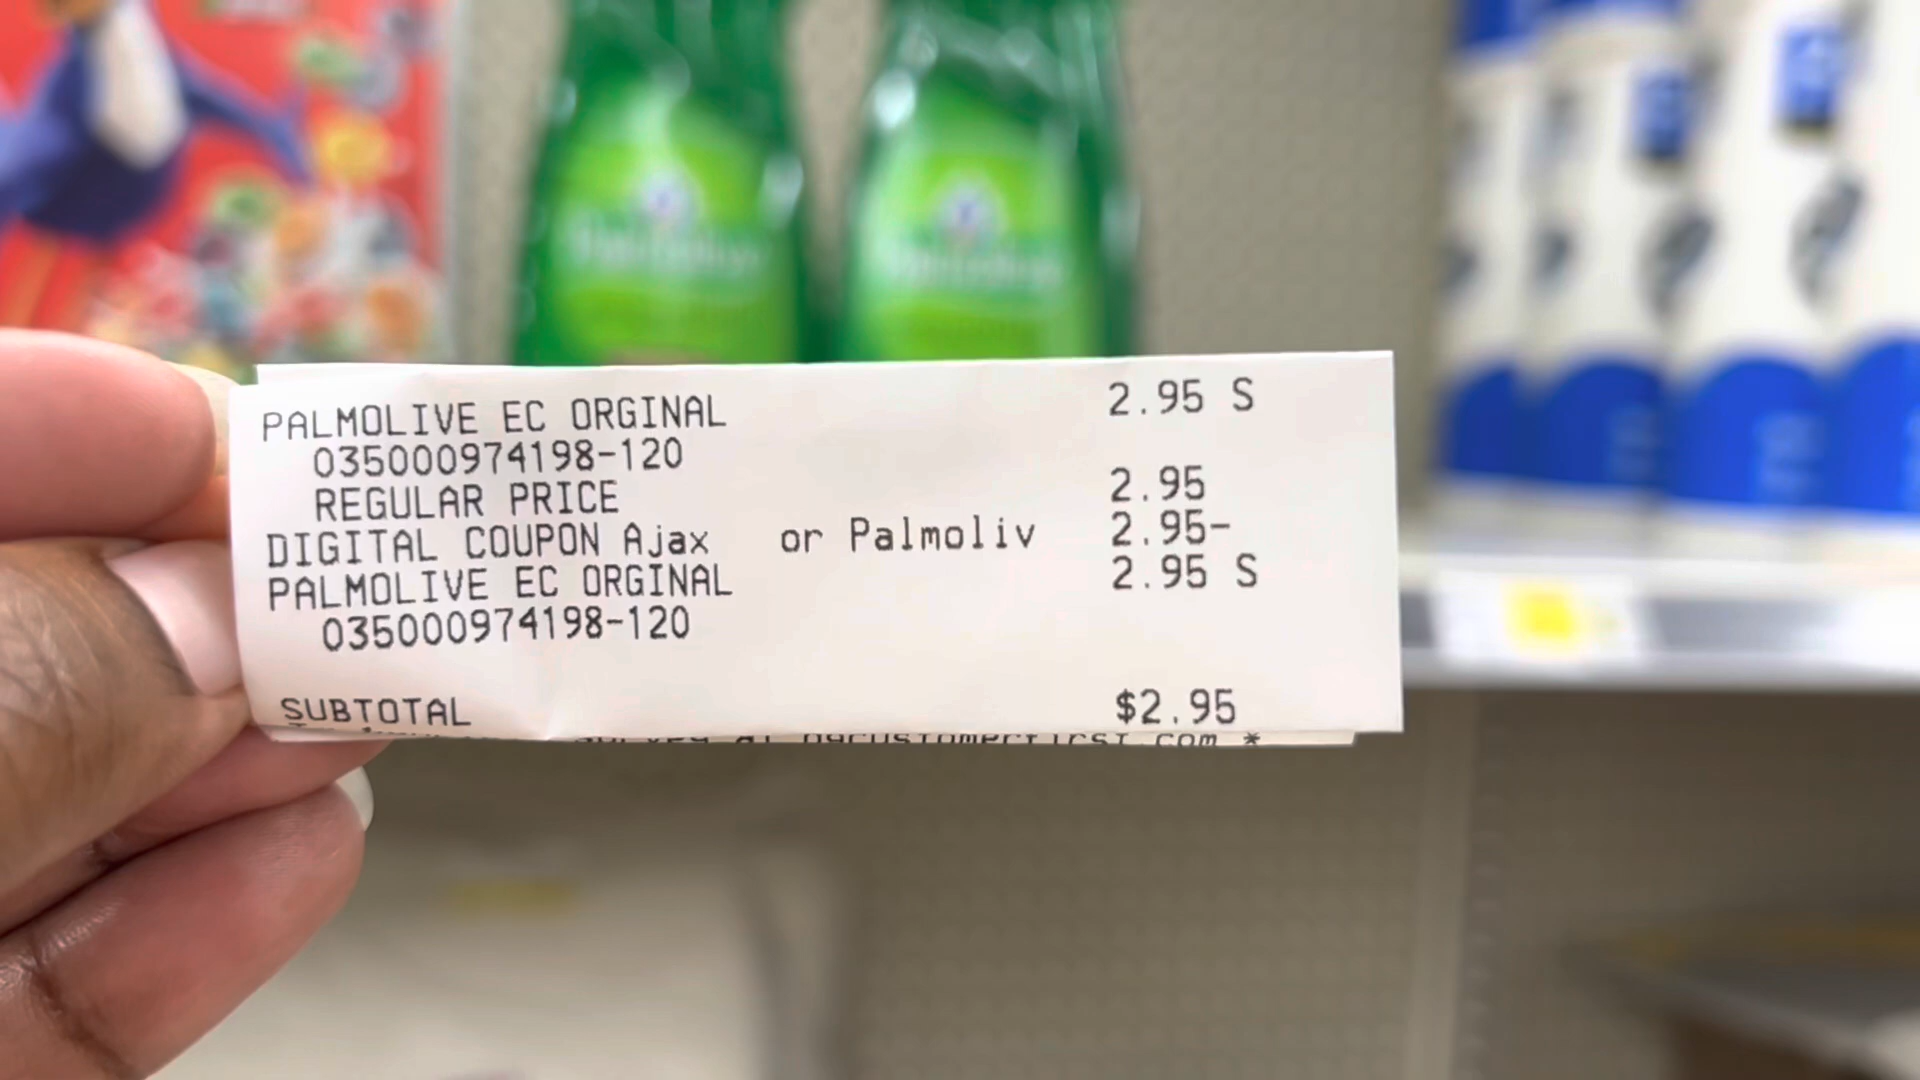 PALMOLIVE EC ORGINAL 2.95 S
035000974198-120
REGULAR PRICE 2.95
DIGITAL COUPON Ajax or Palmoliv 2.95-
PALMOLIVE EC ORGINAL 2.95 S
035000974198-120
SUBTOTAL $2.95